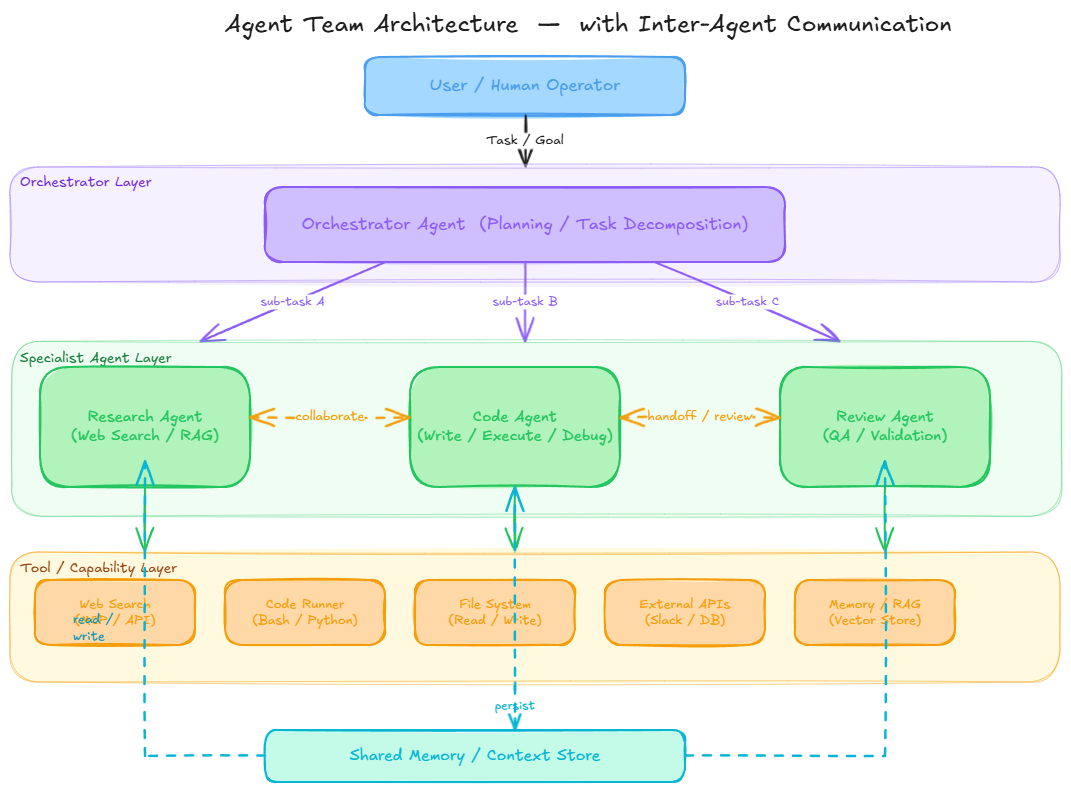 Agent Team Architecture — with Inter-Agent Communication
User / Human Operator
Task / Goal
Orchestrator Layer
Orchestrator Agent (Planning / Task Decomposition)
sub-task A
sub-task B
sub-task C
Specialist Agent Layer
Research Agent
(Web Search / RAG)
collaborate
Code Agent
(Write / Execute / Debug)
handoff / review
Review Agent
(QA / Validation)
Tool / Capability Layer
Web Search
/ API)
read /
write
Code Runner
(Bash / Python)
File System
(Read / Write)
External APIs
(Slack / DB)
Memory / RAG
(Vector Store)
persist
Shared Memory / Context Store